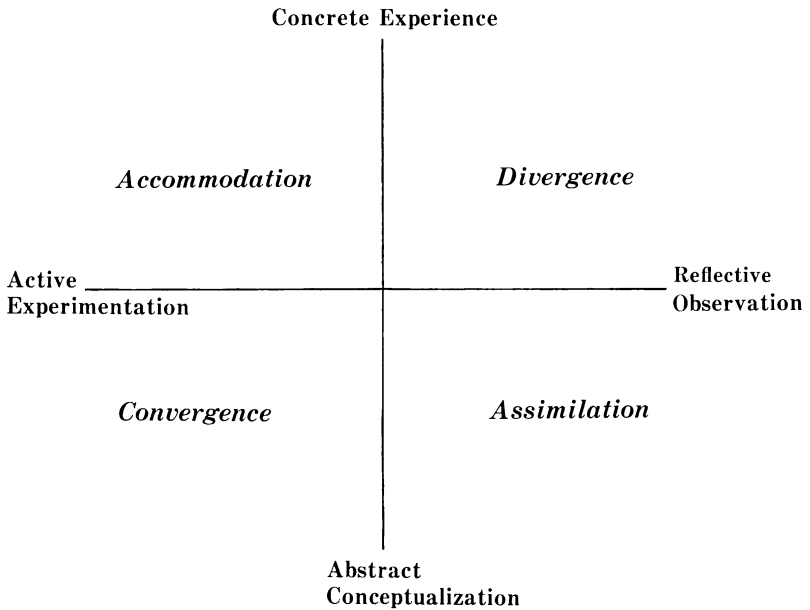 Concrete Experience
Accommodation
Divergence
Active
Experimentation
Reflective
Observation
Convergence
Assimilation
Abstract
Conceptualization